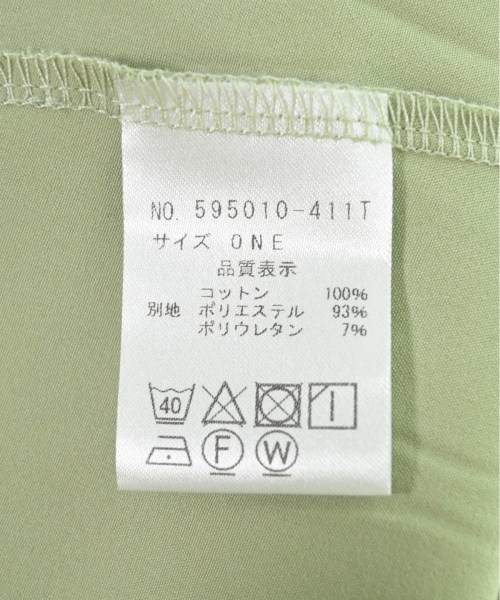 NO. 595010-411T
サイズ ONE
品質表示
コットン 100%
別地 ポリエステル 93%
ポリウレタン 7%
40
F W